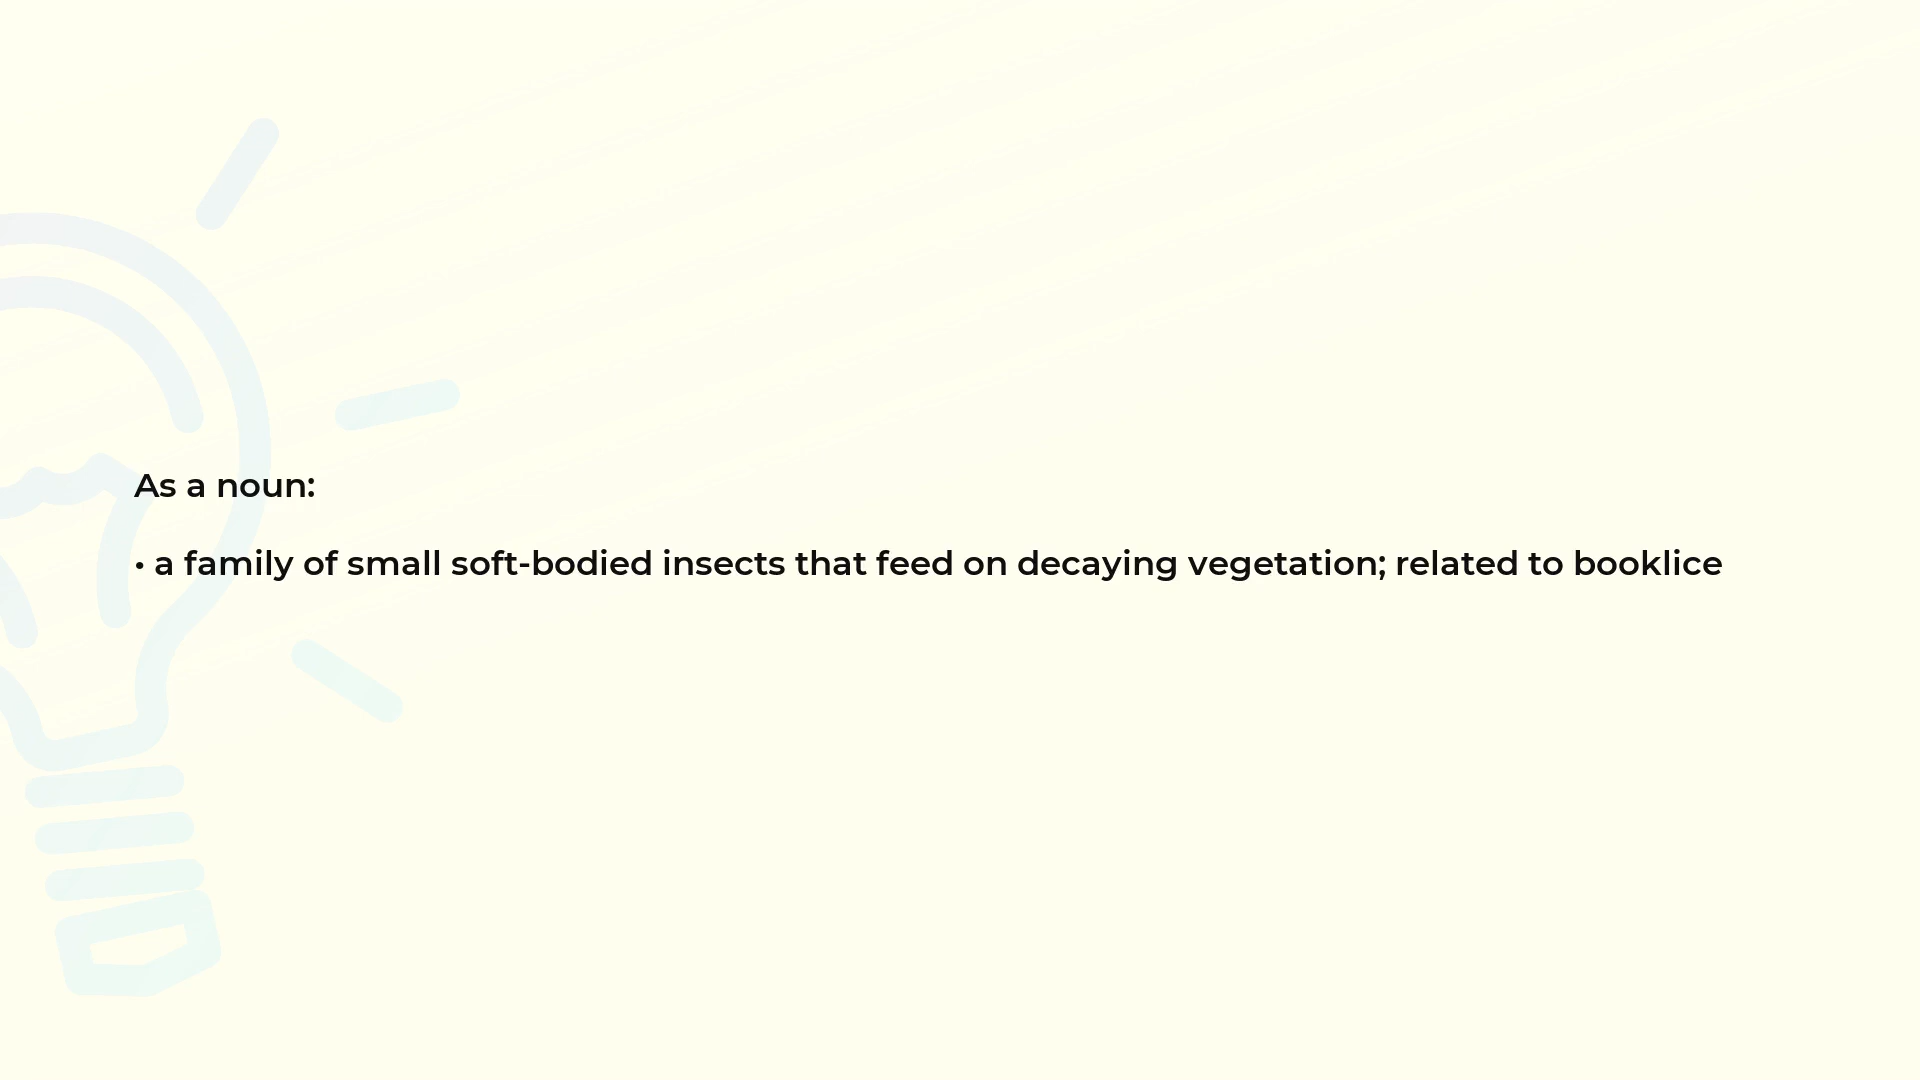 As a noun:
• a family of small soft-bodied insects that feed on decaying vegetation; related to booklice